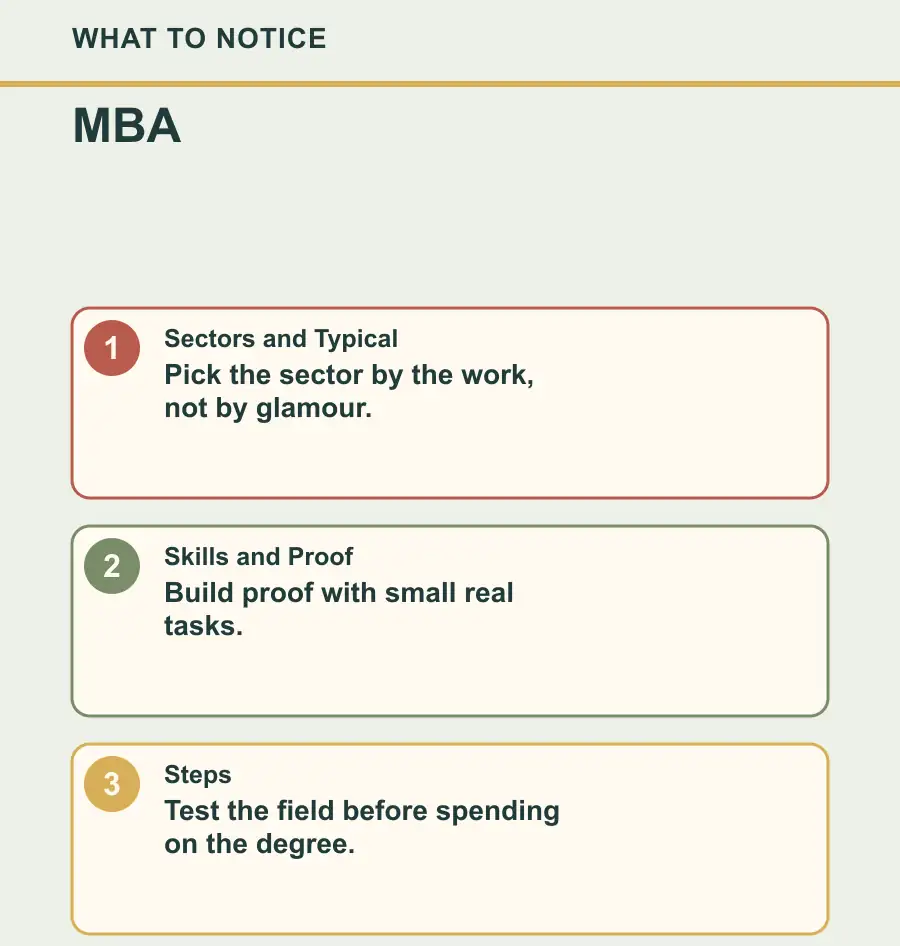 WHAT TO NOTICE
MBA
1
Sectors and Typical
Pick the sector by the work,
not by glamour.
2
Skills and Proof
Build proof with small real
tasks.
3
Steps
Test the field before spending
on the degree.